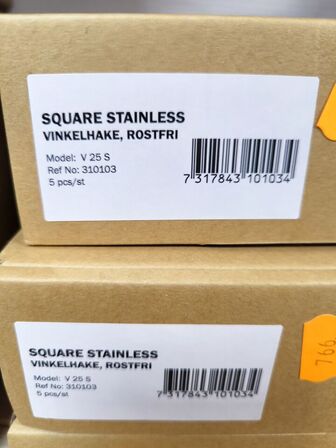 SQUARE STAINLESS
VINKELHAKE, ROSTFRI
Model: V 25 S
Ref No: 310103
5 pcs/st
7 317843 101034
SQUARE STAINLESS
VINKELHAKE, ROSTFRI
Model: V 25 S
Ref No: 310103
5 pcs/st
7 317843 101034
766